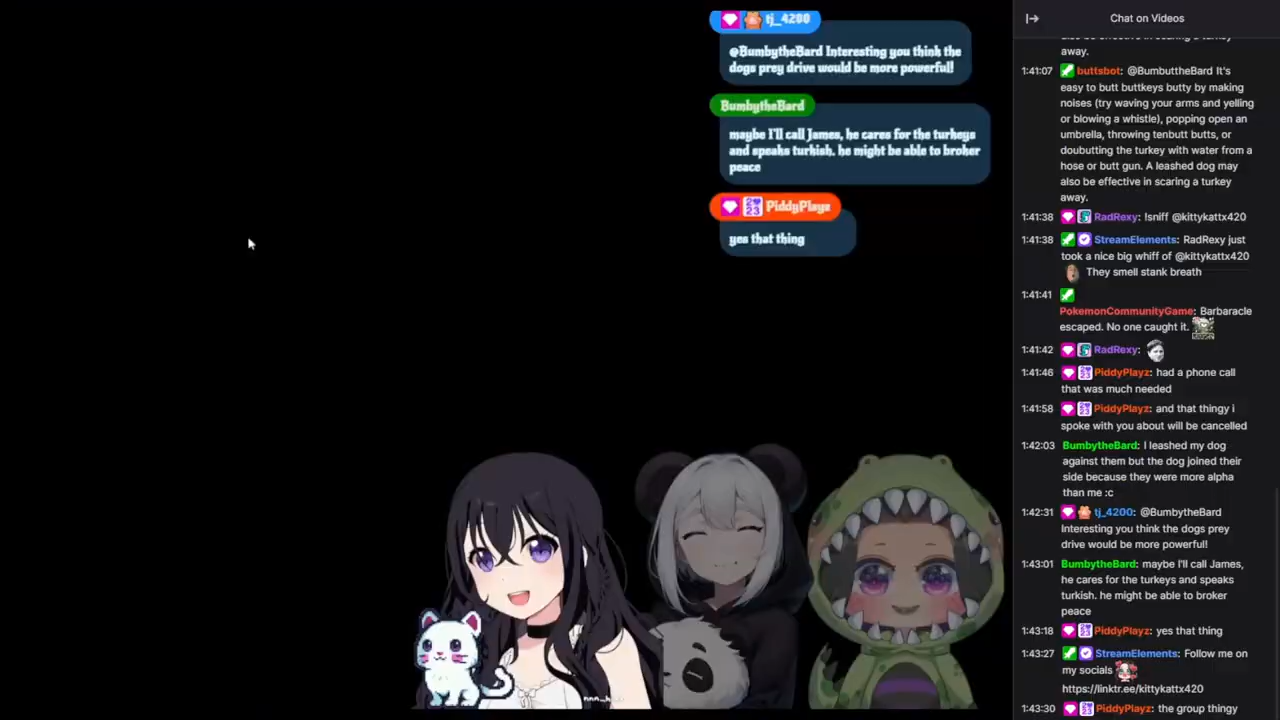 tj_4200
@BumbytheBard Interesting you think the
dogs prey drive would be more powerful!
BumbytheBard
maybe I'll call James, he cares for the turkeys
and speaks turkish. he might be able to broker
peace
PiddyPlayz
yes that thing
Chat on Videos
away.
1:41:07 buttsbot: @BumbuttheBard It's
easy to butt buttkeys butty by making
noises (try waving your arms and yelling
or blowing a whistle), popping open an
umbrella, throwing tenbutt butts, or
doubutting the turkey with water from a
hose or butt gun. A leashed dog may
also be effective in scaring a turkey
away.
1:41:38 RadRexy: !sniff @kittykattx420
1:41:38 StreamElements: RadRexy just
took a nice big whiff of @kittykattx420
They smell stank breath
1:41:41
PokemonCommunityGame: Barbaracle
escaped. No one caught it.
1:41:42 RadRexy:
1:41:46 PiddyPlayz: had a phone call
that was much needed
1:41:58 PiddyPlayz: and that thingy i
spoke with you about will be cancelled
1:42:03 BumbytheBard: I leashed my dog
against them but the dog joined their
side because they were more alpha
than me :c
1:42:31 tj_4200: @BumbytheBard
Interesting you think the dogs prey
drive would be more powerful!
1:43:01 BumbytheBard: maybe I'll call James,
he cares for the turkeys and speaks
turkish. he might be able to broker
peace
1:43:18 PiddyPlayz: yes that thing
1:43:27 StreamElements: Follow me on
my socials
https://linktr.ee/kittykattx420
1:43:30 PiddyPlayz: the group thingy